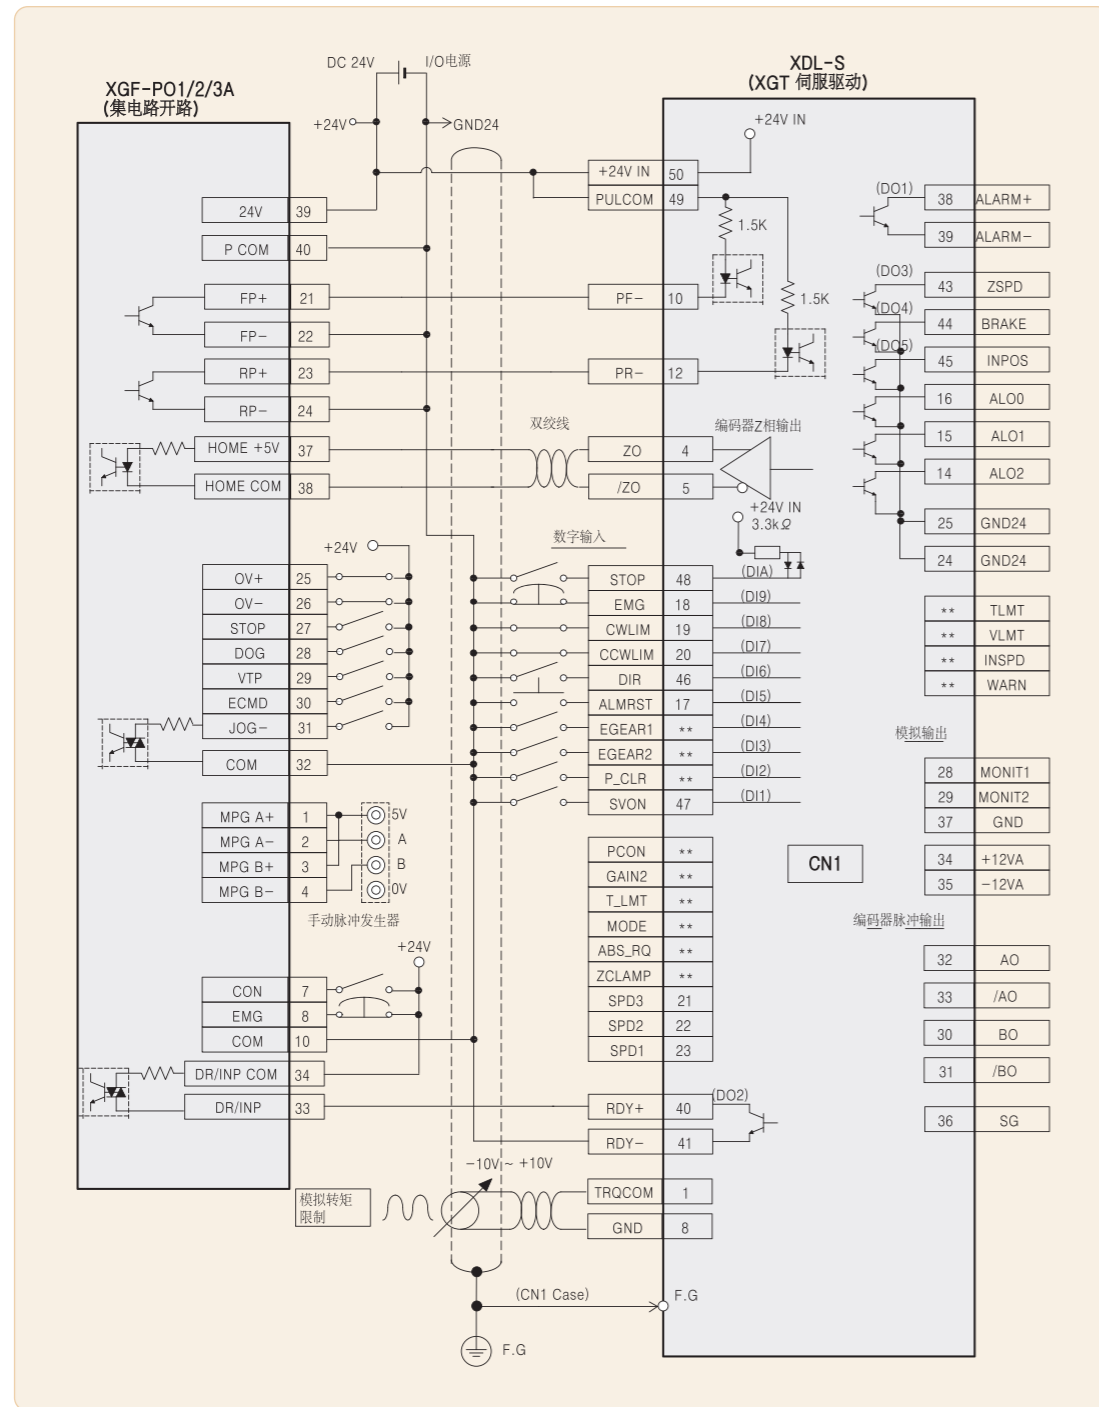 DC 24V
I/O电源
XGF-PO1/2/3A
(集电路开路)
+24V
GND24
24V 39
P COM 40
FP+ 21
FP- 22
RP+ 23
RP- 24
HOME +5V 37
HOME COM 38
+24V
OV+ 25
OV- 26
STOP 27
DOG 28
VTP 29
ECMD 30
JOG- 31
COM 32
MPG A+ 1
MPG A- 2
MPG B+ 3
MPG B- 4
5V
A
B
0V
手动脉冲发生器
+24V
CON 7
EMG 8
COM 10
DR/INP COM 34
DR/INP 33
模拟转矩
限制
-10V ~ +10V
双绞线
数字输入
XDL-S
(XGT 伺服驱动)
+24V IN
+24V IN 50
PULCOM 49
1.5K
1.5K
PF- 10
PR- 12
编码器Z相输出
ZO 4
/ZO 5
+24V IN
3.3kΩ
STOP 48 (DIA)
EMG 18 (DI9)
CWLIM 19 (DI8)
CCWLIM 20 (DI7)
DIR 46 (DI6)
ALMRST 17 (DI5)
EGEAR1 ** (DI4)
EGEAR2 ** (DI3)
P_CLR ** (DI2)
SVON 47 (DI1)
PCON **
GAIN2 **
T_LMT **
MODE **
ABS_RQ **
ZCLAMP **
SPD3 21
SPD2 22
SPD1 23
RDY+ 40 (DO2)
RDY- 41
TRQCOM 1
GND 8
(CN1 Case)
F.G
F.G
CN1
(DO1)
38 ALARM+
39 ALARM-
(DO3)
43 ZSPD
(DO4)
44 BRAKE
(DO5)
45 INPOS
16 ALO0
15 ALO1
14 ALO2
25 GND24
24 GND24
** TLMT
** VLMT
** INSPD
** WARN
模拟输出
28 MONIT1
29 MONIT2
37 GND
34 +12VA
35 -12VA
编码器脉冲输出
32 AO
33 /AO
30 BO
31 /BO
36 SG